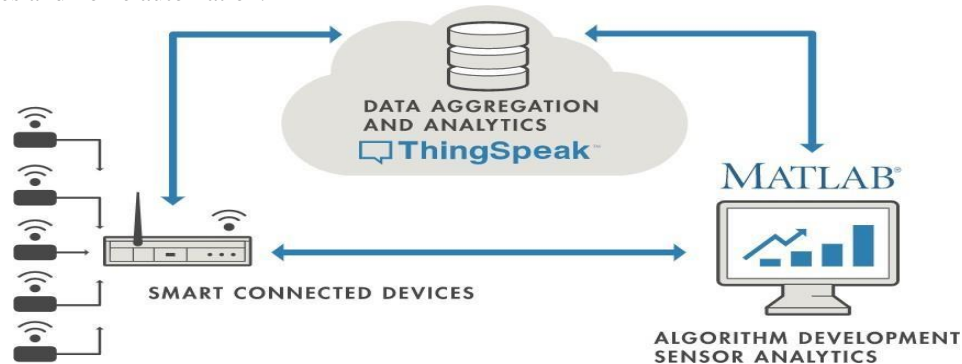 DATA AGGREGATION
AND ANALYTICS
ThingSpeak™
MATLAB®
SMART CONNECTED DEVICES
ALGORITHM DEVELOPMENT
SENSOR ANALYTICS